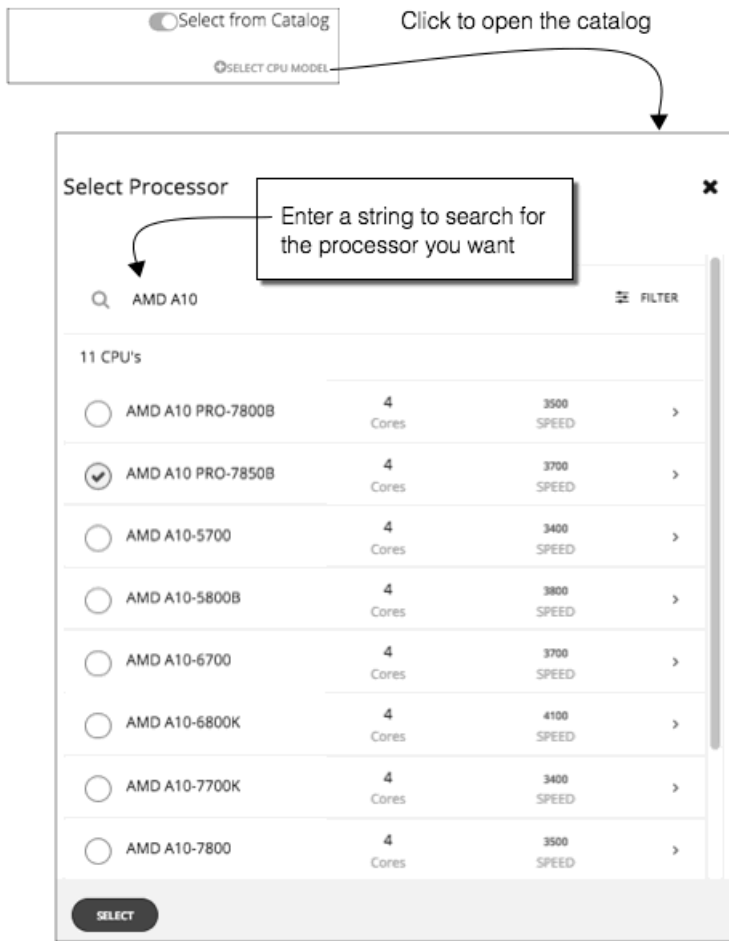 Select from Catalog
Click to open the catalog
SELECT CPU MODEL
Select Processor
Enter a string to search for
the processor you want
AMD A10
FILTER
11 CPU's
AMD A10 PRO-7800B
4
Cores
3500
SPEED
AMD A10 PRO-7850B
4
Cores
3700
SPEED
AMD A10-5700
4
Cores
3400
SPEED
AMD A10-5800B
4
Cores
3800
SPEED
AMD A10-6700
4
Cores
3700
SPEED
AMD A10-6800K
4
Cores
4100
SPEED
AMD A10-7700K
4
Cores
3400
SPEED
AMD A10-7800
4
Cores
3500
SPEED
SELECT